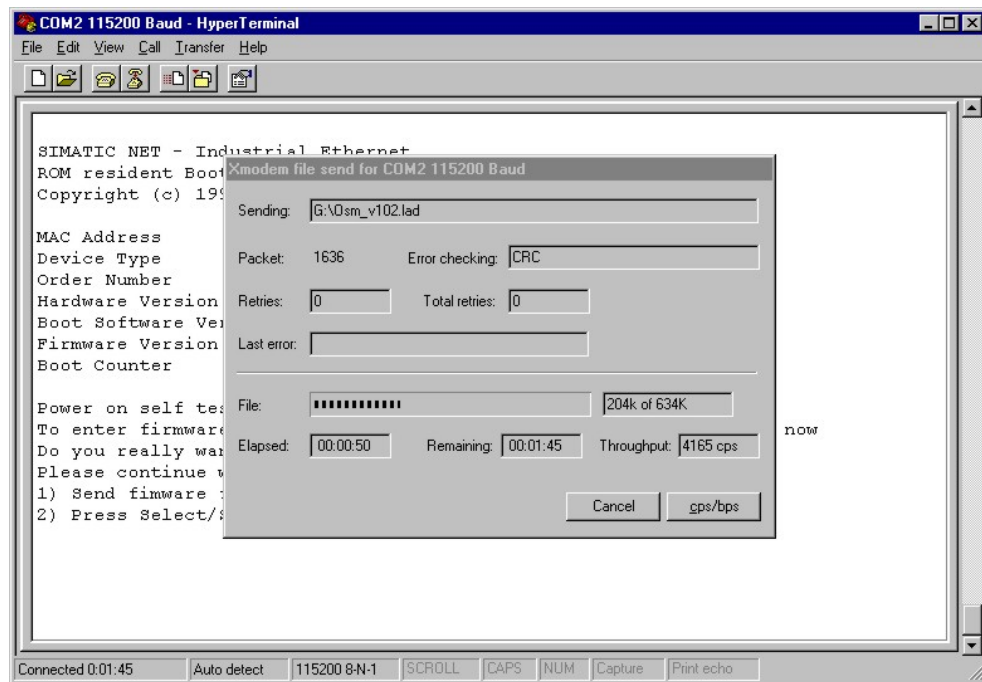 COM2 115200 Baud - HyperTerminal
File Edit View Call Transfer Help
SIMATIC NET - Industrial Ethernet
ROM resident Boot
Copyright (c) 199
MAC Address
Device Type
Order Number
Hardware Version
Boot Software Ver
Firmware Version
Boot Counter
Power on self tes
To enter firmware now
Do you really wan
Please continue w
1) Send fimware f
2) Press Select/S
Xmodem file send for COM2 115200 Baud
Sending: G:\Osm_v102.lad
Packet: 1636 Error checking: CRC
Retries: 0 Total retries: 0
Last error:
File: 204k of 634K
Elapsed: 00:00:50 Remaining: 00:01:45 Throughput: 4165 cps
Cancel cps/bps
Connected 0:01:45 Auto detect 115200 8-N-1 SCROLL CAPS NUM Capture Print echo